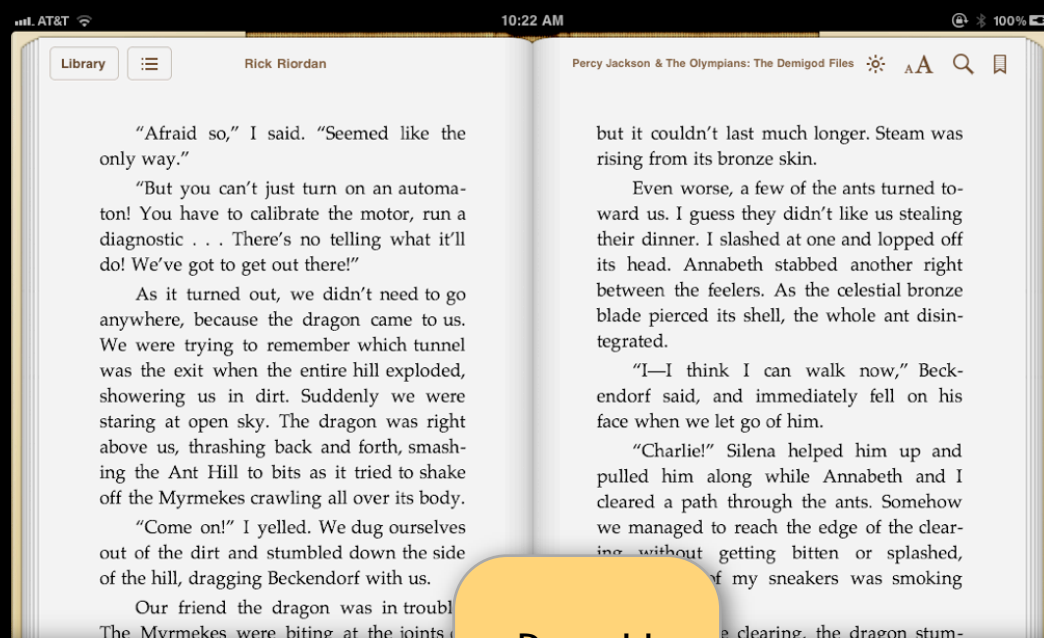 AT&T 10:22 AM 100%
Library Rick Riordan Percy Jackson & The Olympians: The Demigod Files AA
“Afraid so,” I said. “Seemed like the
only way.”
“But you can’t just turn on an automa-
ton! You have to calibrate the motor, run a
diagnostic . . . There’s no telling what it’ll
do! We’ve got to get out there!”
As it turned out, we didn’t need to go
anywhere, because the dragon came to us.
We were trying to remember which tunnel
was the exit when the entire hill exploded,
showering us in dirt. Suddenly we were
staring at open sky. The dragon was right
above us, thrashing back and forth, smash-
ing the Ant Hill to bits as it tried to shake
off the Myrmekes crawling all over its body.
“Come on!” I yelled. We dug ourselves
out of the dirt and stumbled down the side
of the hill, dragging Beckendorf with us.
Our friend the dragon was in
The Myrmekes were biting at the joints
but it couldn’t last much longer. Steam was
rising from its bronze skin.
Even worse, a few of the ants turned to-
ward us. I guess they didn’t like us stealing
their dinner. I slashed at one and lopped off
its head. Annabeth stabbed another right
between the feelers. As the celestial bronze
blade pierced its shell, the whole ant disin-
tegrated.
“I—I think I can walk now,” Beck-
endorf said, and immediately fell on his
face when we let go of him.
“Charlie!” Silena helped him up and
pulled him along while Annabeth and I
cleared a path through the ants. Somehow
we managed to reach the edge of the clear-
ing without getting bitten or splashed,
of my sneakers was smoking
clearing, the dragon stum-